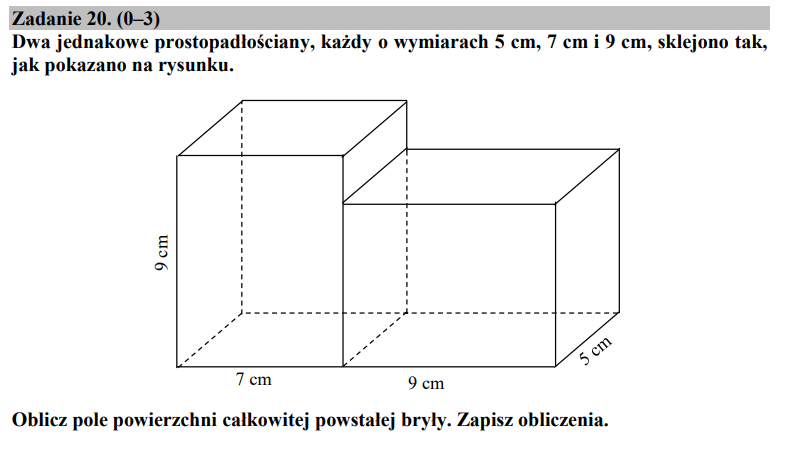 Zadanie 20. (0–3)
Dwa jednakowe prostopadłościany, każdy o wymiarach 5 cm, 7 cm i 9 cm, sklejono tak,
jak pokazano na rysunku.
9 cm
7 cm
9 cm
5 cm
Oblicz pole powierzchni całkowitej powstałej bryły. Zapisz obliczenia.